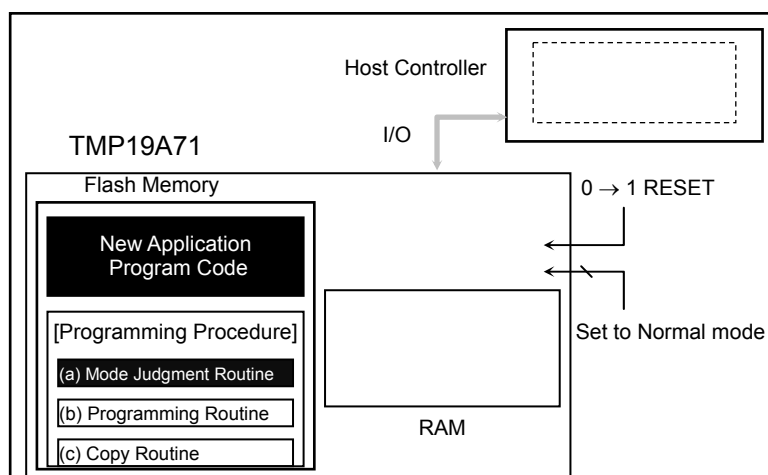 Host Controller
I/O
TMP19A71
Flash Memory
0 → 1 RESET
New Application
Program Code
[Programming Procedure]
Set to Normal mode
(a) Mode Judgment Routine
(b) Programming Routine
RAM
(c) Copy Routine